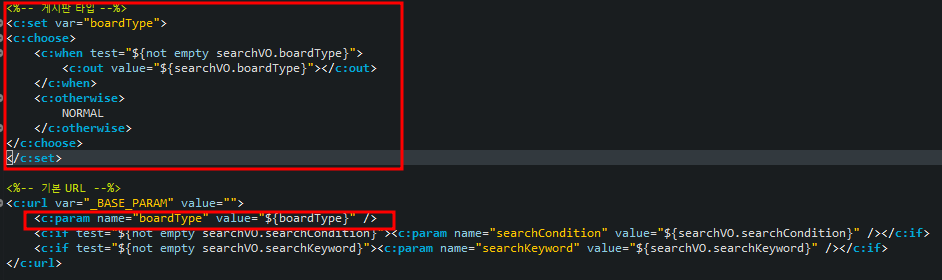 <%-- 게시판 타입 --%>
<c:set var="boardType">
<c:choose>
    <c:when test="${not empty searchVO.boardType}">
        <c:out value="${searchVO.boardType}"></c:out>
    </c:when>
    <c:otherwise>
        NORMAL
    </c:otherwise>
</c:choose>
</c:set>

<%-- 기본 URL --%>
<c:url var="_BASE_PARAM" value="">
    <c:param name="boardType" value="${boardType}" />
    <c:if test="${not empty searchVO.searchCondition}"><c:param name="searchCondition" value="${searchVO.searchCondition}" /></c:if>
    <c:if test="${not empty searchVO.searchKeyword}"><c:param name="searchKeyword" value="${searchVO.searchKeyword}" /></c:if>
</c:url>